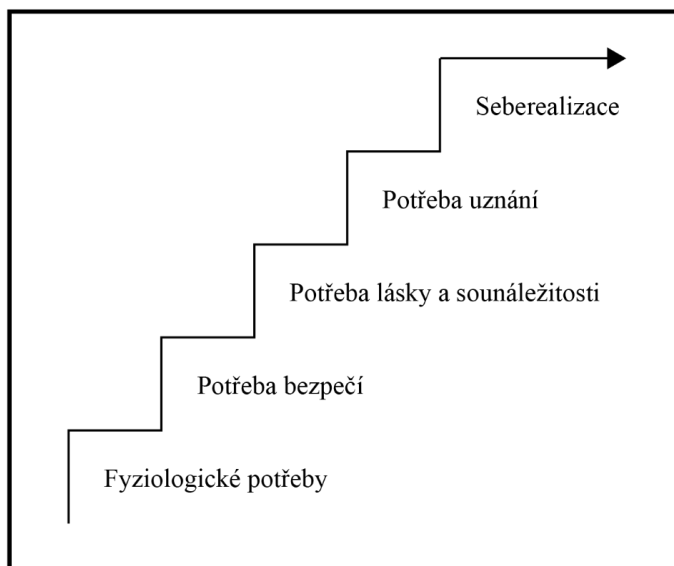 Seberealizace
Potřeba uznání
Potřeba lásky a sounáležitosti
Potřeba bezpečí
Fyziologické potřeby